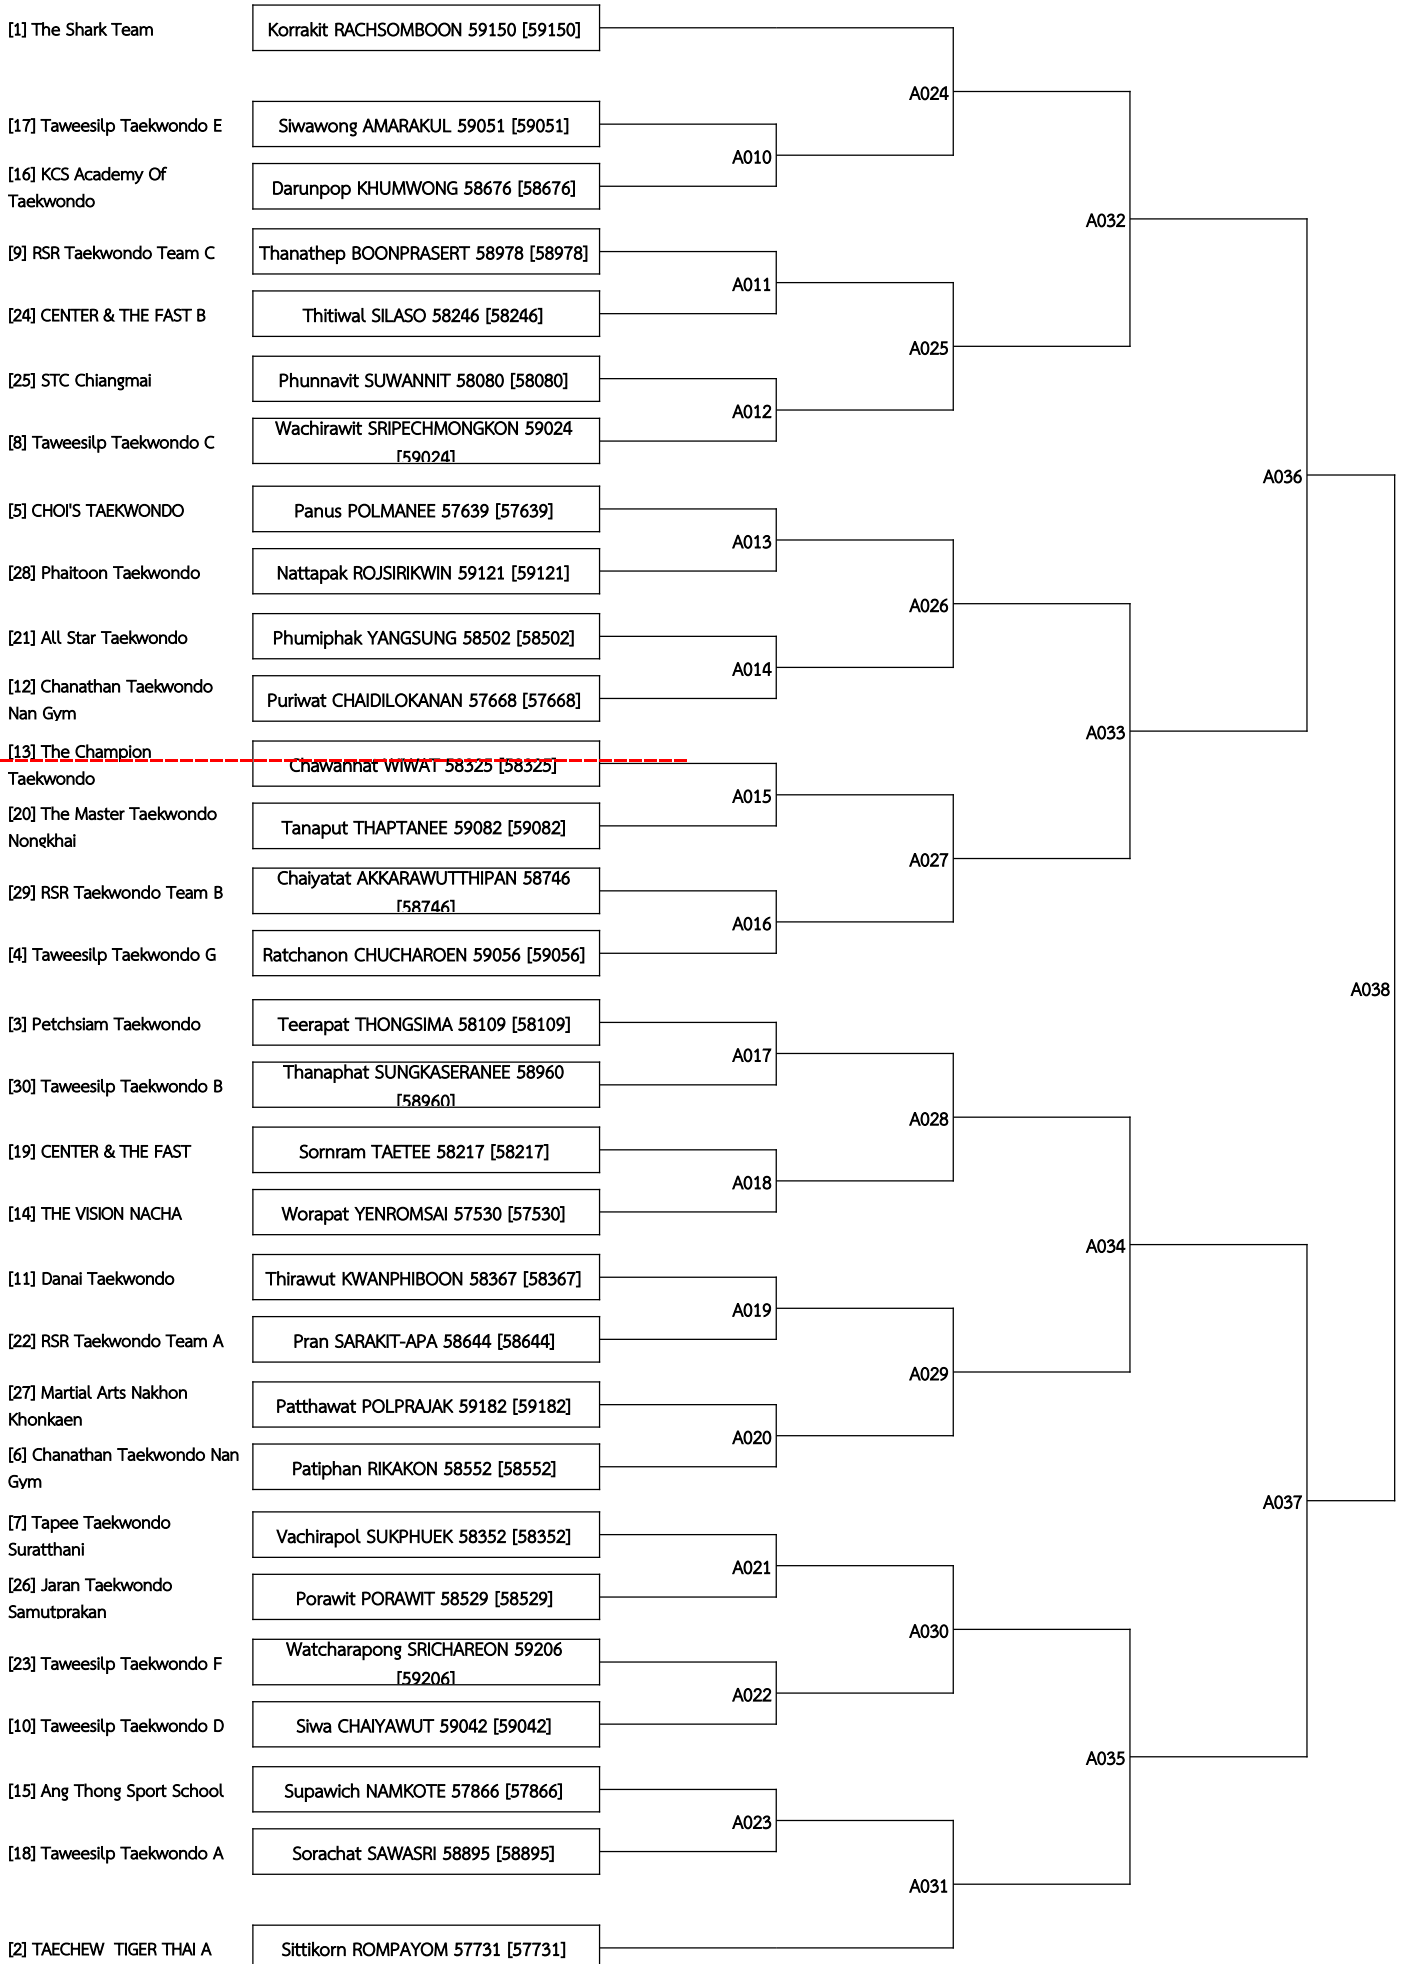 [1] The Shark Team
Korrakit RACHSOMBOON 59150 [59150]
A024
[17] Taweesilp Taekwondo E
Siwawong AMARAKUL 59051 [59051]
A010
[16] KCS Academy Of
Taekwondo
Darunpop KHUMWONG 58676 [58676]
A032
[9] RSR Taekwondo Team C
Thanathep BOONPRASERT 58978 [58978]
A011
[24] CENTER & THE FAST B
Thitiwal SILASO 58246 [58246]
A025
[25] STC Chiangmai
Phunnavit SUWANNIT 58080 [58080]
A012
[8] Taweesilp Taekwondo C
Wachirawit SRIPECHMONGKON 59024
[59024]
A036
[5] CHOI'S TAEKWONDO
Panus POLMANEE 57639 [57639]
A013
[28] Phaitoon Taekwondo
Nattapak ROJSIRIKWIN 59121 [59121]
A026
[21] All Star Taekwondo
Phumiphak YANGSUNG 58502 [58502]
A014
[12] Chanathan Taekwondo
Nan Gym
Puriwat CHAIDILOKANAN 57668 [57668]
A033
[13] The Champion
Taekwondo
Chawannat WIWAT 58325 [58325]
A015
[20] The Master Taekwondo
Nongkhai
Tanaput THAPTANEE 59082 [59082]
A027
[29] RSR Taekwondo Team B
Chaiyatat AKKARAWUTTHIPAN 58746
[58746]
A016
[4] Taweesilp Taekwondo G
Ratchanon CHUCHAROEN 59056 [59056]
A038
[3] Petchsiam Taekwondo
Teerapat THONGSIMA 58109 [58109]
A017
[30] Taweesilp Taekwondo B
Thanaphat SUNGKASERANEE 58960
[58960]
A028
[19] CENTER & THE FAST
Sornram TAETEE 58217 [58217]
A018
[14] THE VISION NACHA
Worapat YENROMSAI 57530 [57530]
A034
[11] Danai Taekwondo
Thirawut KWANPHIBOON 58367 [58367]
A019
[22] RSR Taekwondo Team A
Pran SARAKIT-APA 58644 [58644]
A029
[27] Martial Arts Nakhon
Khonkaen
Patthawat POLPRAJAK 59182 [59182]
A020
[6] Chanathan Taekwondo Nan
Gym
Patiphan RIKAKON 58552 [58552]
A037
[7] Tapee Taekwondo
Suratthani
Vachirapol SUKPHUEK 58352 [58352]
A021
[26] Jaran Taekwondo
Samutprakan
Porawit PORAWIT 58529 [58529]
A030
[23] Taweesilp Taekwondo F
Watcharapong SRICHAREON 59206
[59206]
A022
[10] Taweesilp Taekwondo D
Siwa CHAIYAWUT 59042 [59042]
A035
[15] Ang Thong Sport School
Supawich NAMKOTE 57866 [57866]
A023
[18] Taweesilp Taekwondo A
Sorachat SAWASRI 58895 [58895]
A031
[2] TAECHEW TIGER THAI A
Sittikorn ROMPAYOM 57731 [57731]